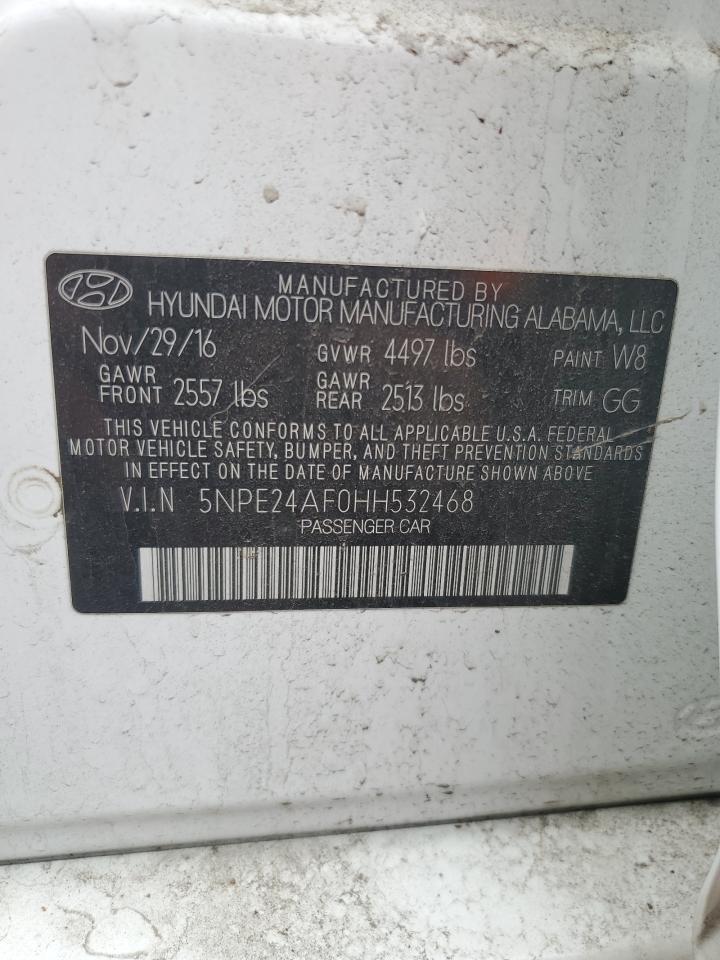 MANUFACTURED BY
HYUNDAI MOTOR MANUFACTURING ALABAMA, LLC
Nov/29/16 GVWR 4497 lbs PAINT W8
GAWR FRONT 2557 lbs GAWR REAR 2513 lbs TRIM GG
THIS VEHICLE CONFORMS TO ALL APPLICABLE U.S.A. FEDERAL
MOTOR VEHICLE SAFETY, BUMPER, AND THEFT PREVENTION STANDARDS
IN EFFECT ON THE DATE OF MANUFACTURE SHOWN ABOVE
V.I.N 5NPE24AF0HH532468
PASSENGER CAR